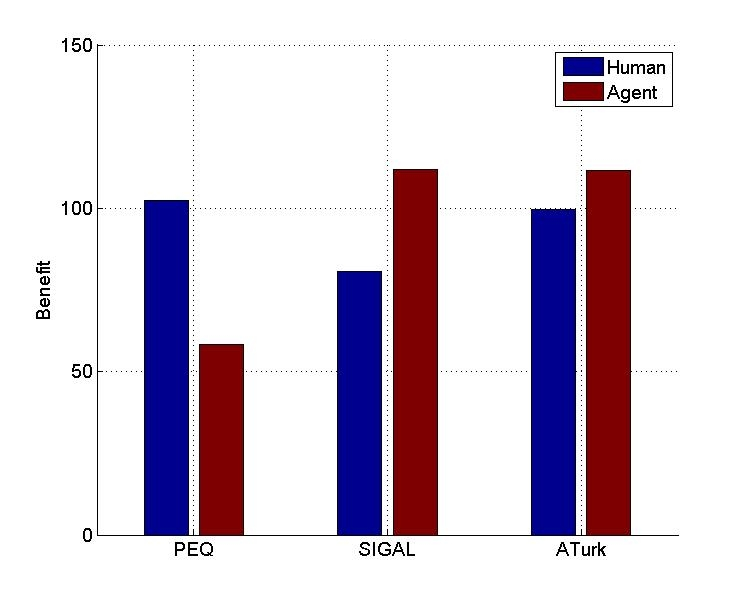 150
Human
Agent
100
Benefit
50
0
PEQ SIGAL ATurk